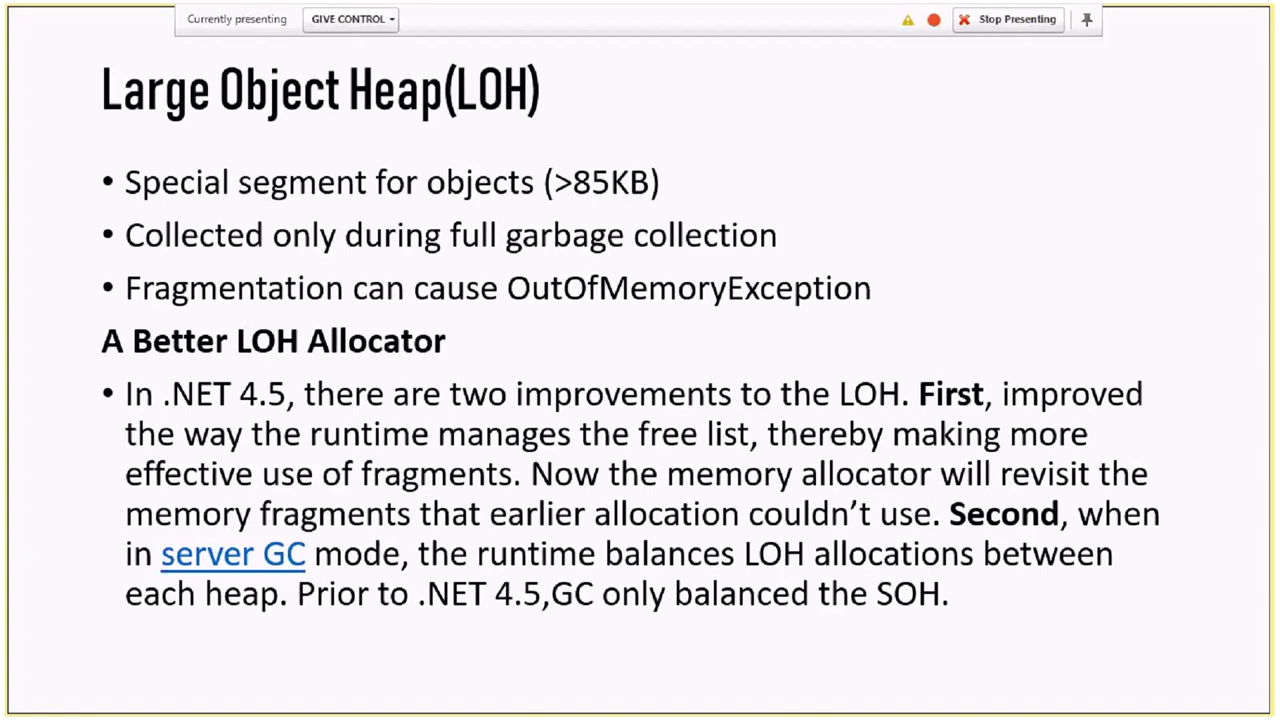 Currently presenting GIVE CONTROL Stop Presenting
Large Object Heap(LOH)
• Special segment for objects (>85KB)
• Collected only during full garbage collection
• Fragmentation can cause OutOfMemoryException
A Better LOH Allocator
• In .NET 4.5, there are two improvements to the LOH. First, improved
the way the runtime manages the free list, thereby making more
effective use of fragments. Now the memory allocator will revisit the
memory fragments that earlier allocation couldn't use. Second, when
in server GC mode, the runtime balances LOH allocations between
each heap. Prior to .NET 4.5,GC only balanced the SOH.